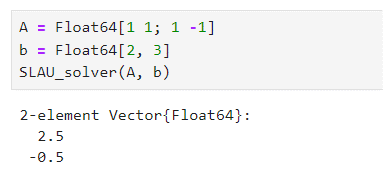 A = Float64[1 1; 1 -1]
b = Float64[2, 3]
SLAU_solver(A, b)
2-element Vector{Float64}:
2.5
-0.5